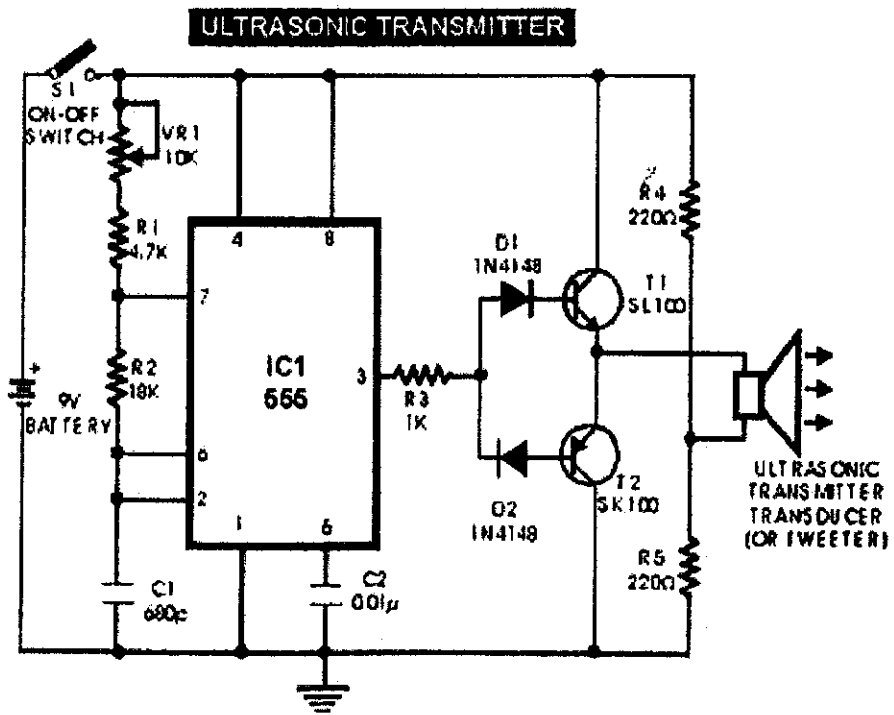 ULTRASONIC TRANSMITTER
S1
ON-OFF
SWITCH
VR1
10K
R1
4.7K
R2
18K
9V
BATTERY
4
8
7
IC1
555
3
6
2
1
6
R3
1K
D1
1N4148
T1
SL100
D2
1N4148
T2
SK100
R4
220Ω
R5
220Ω
C1
680p
C2
0.01µ
ULTRASONIC
TRANSMITTER
TRANSDUCER
(OR TWEETER)